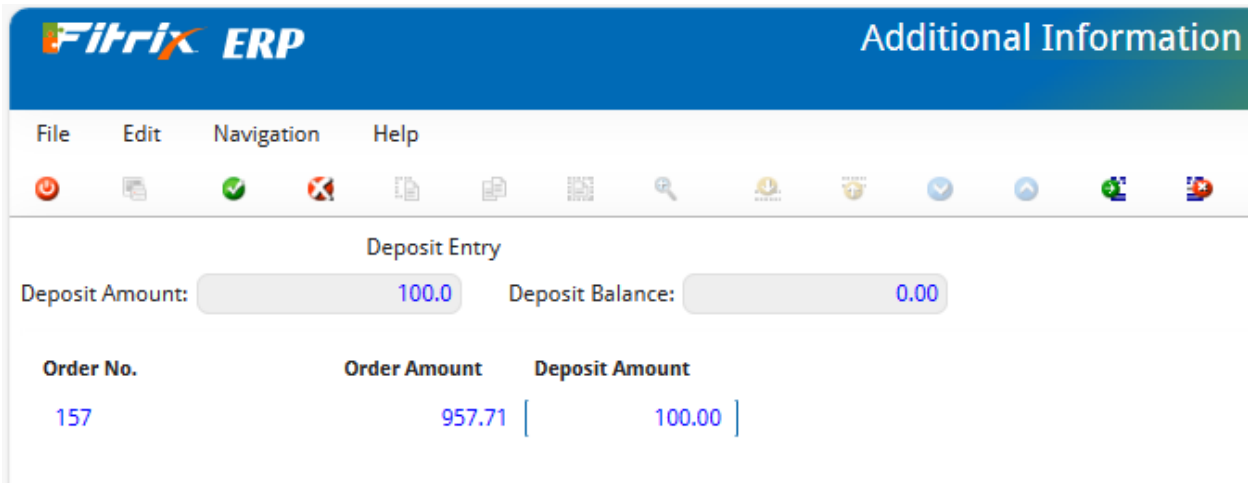 Fitrix ERP Additional Information
File Edit Navigation Help
Deposit Entry
Deposit Amount: 100.0 Deposit Balance: 0.00
Order No. Order Amount Deposit Amount
157 957.71 100.00